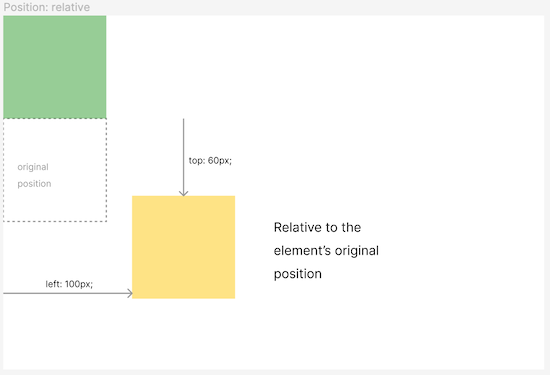 Position: relative
original
position
top: 60px;
Relative to the
element’s original
position
left: 100px;